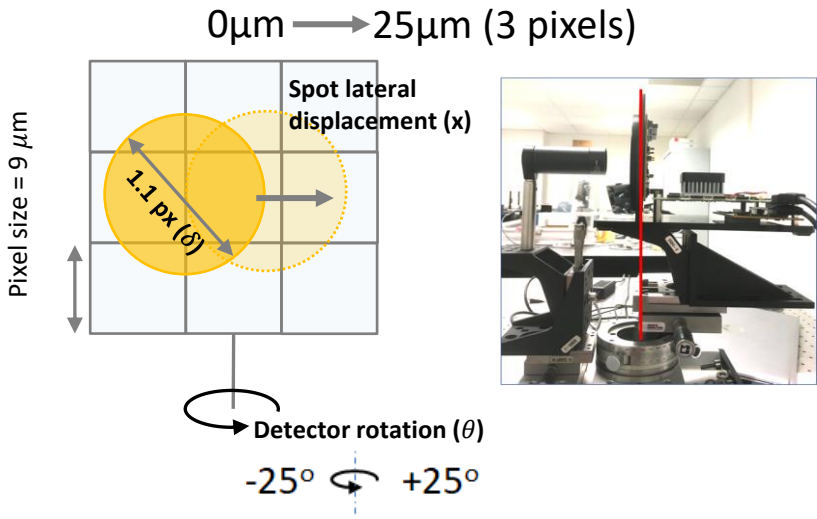 0μm → 25μm (3 pixels)
Spot lateral
displacement (x)
1.1 px (δ)
Pixel size = 9 μm
Detector rotation (θ)
-25° +25°